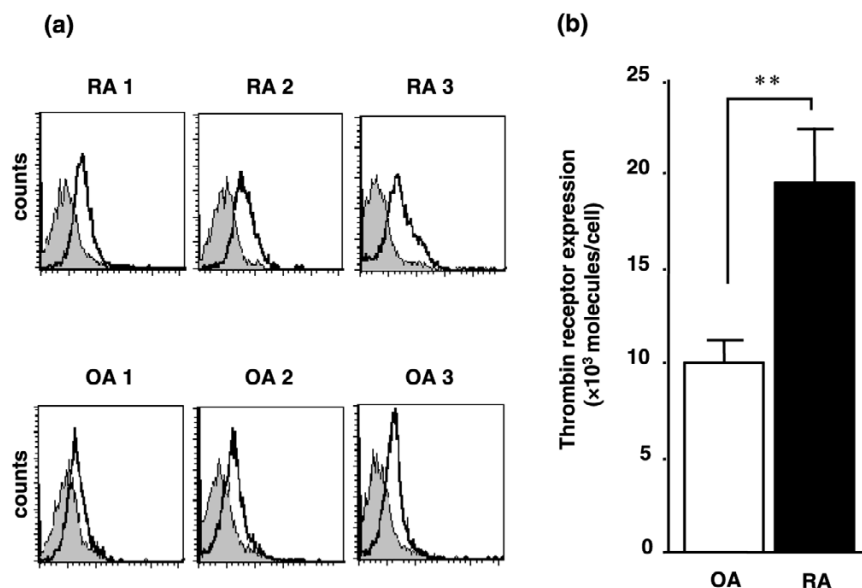 (a)
RA 1
RA 2
RA 3
counts
OA 1
OA 2
OA 3
counts
(b)
Thrombin receptor expression
(×10³ molecules/cell)
25
20
15
10
5
0
**
OA
RA